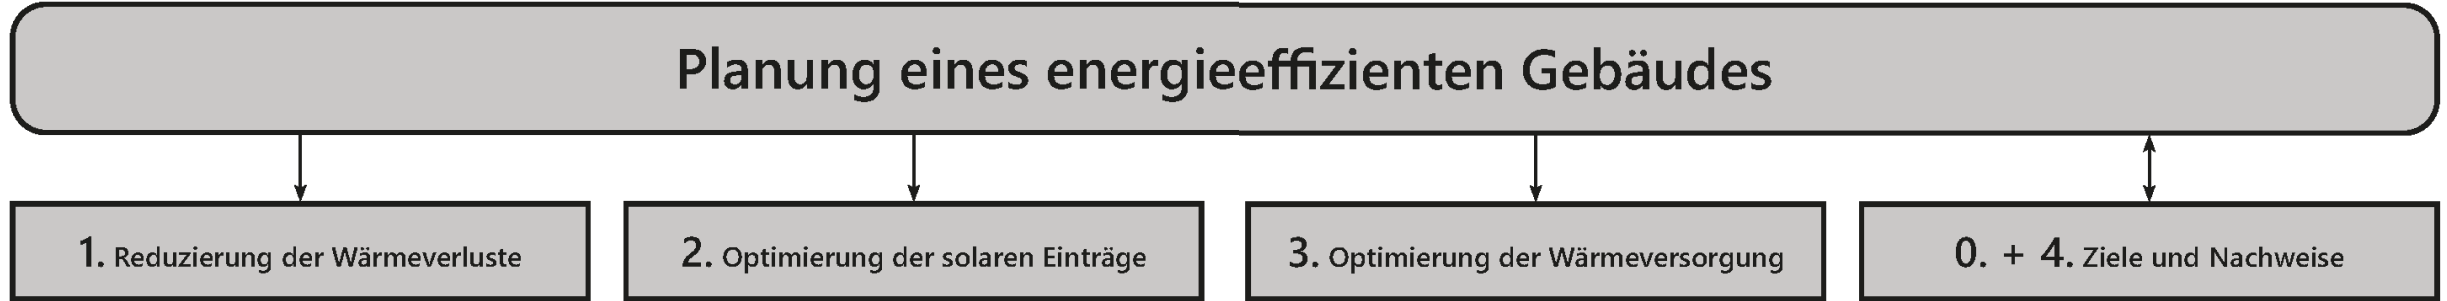 Planung eines energieeffizienten Gebäudes
1. Reduzierung der Wärmeverluste
2. Optimierung der solaren Einträge
3. Optimierung der Wärmeversorgung
0. + 4. Ziele und Nachweise